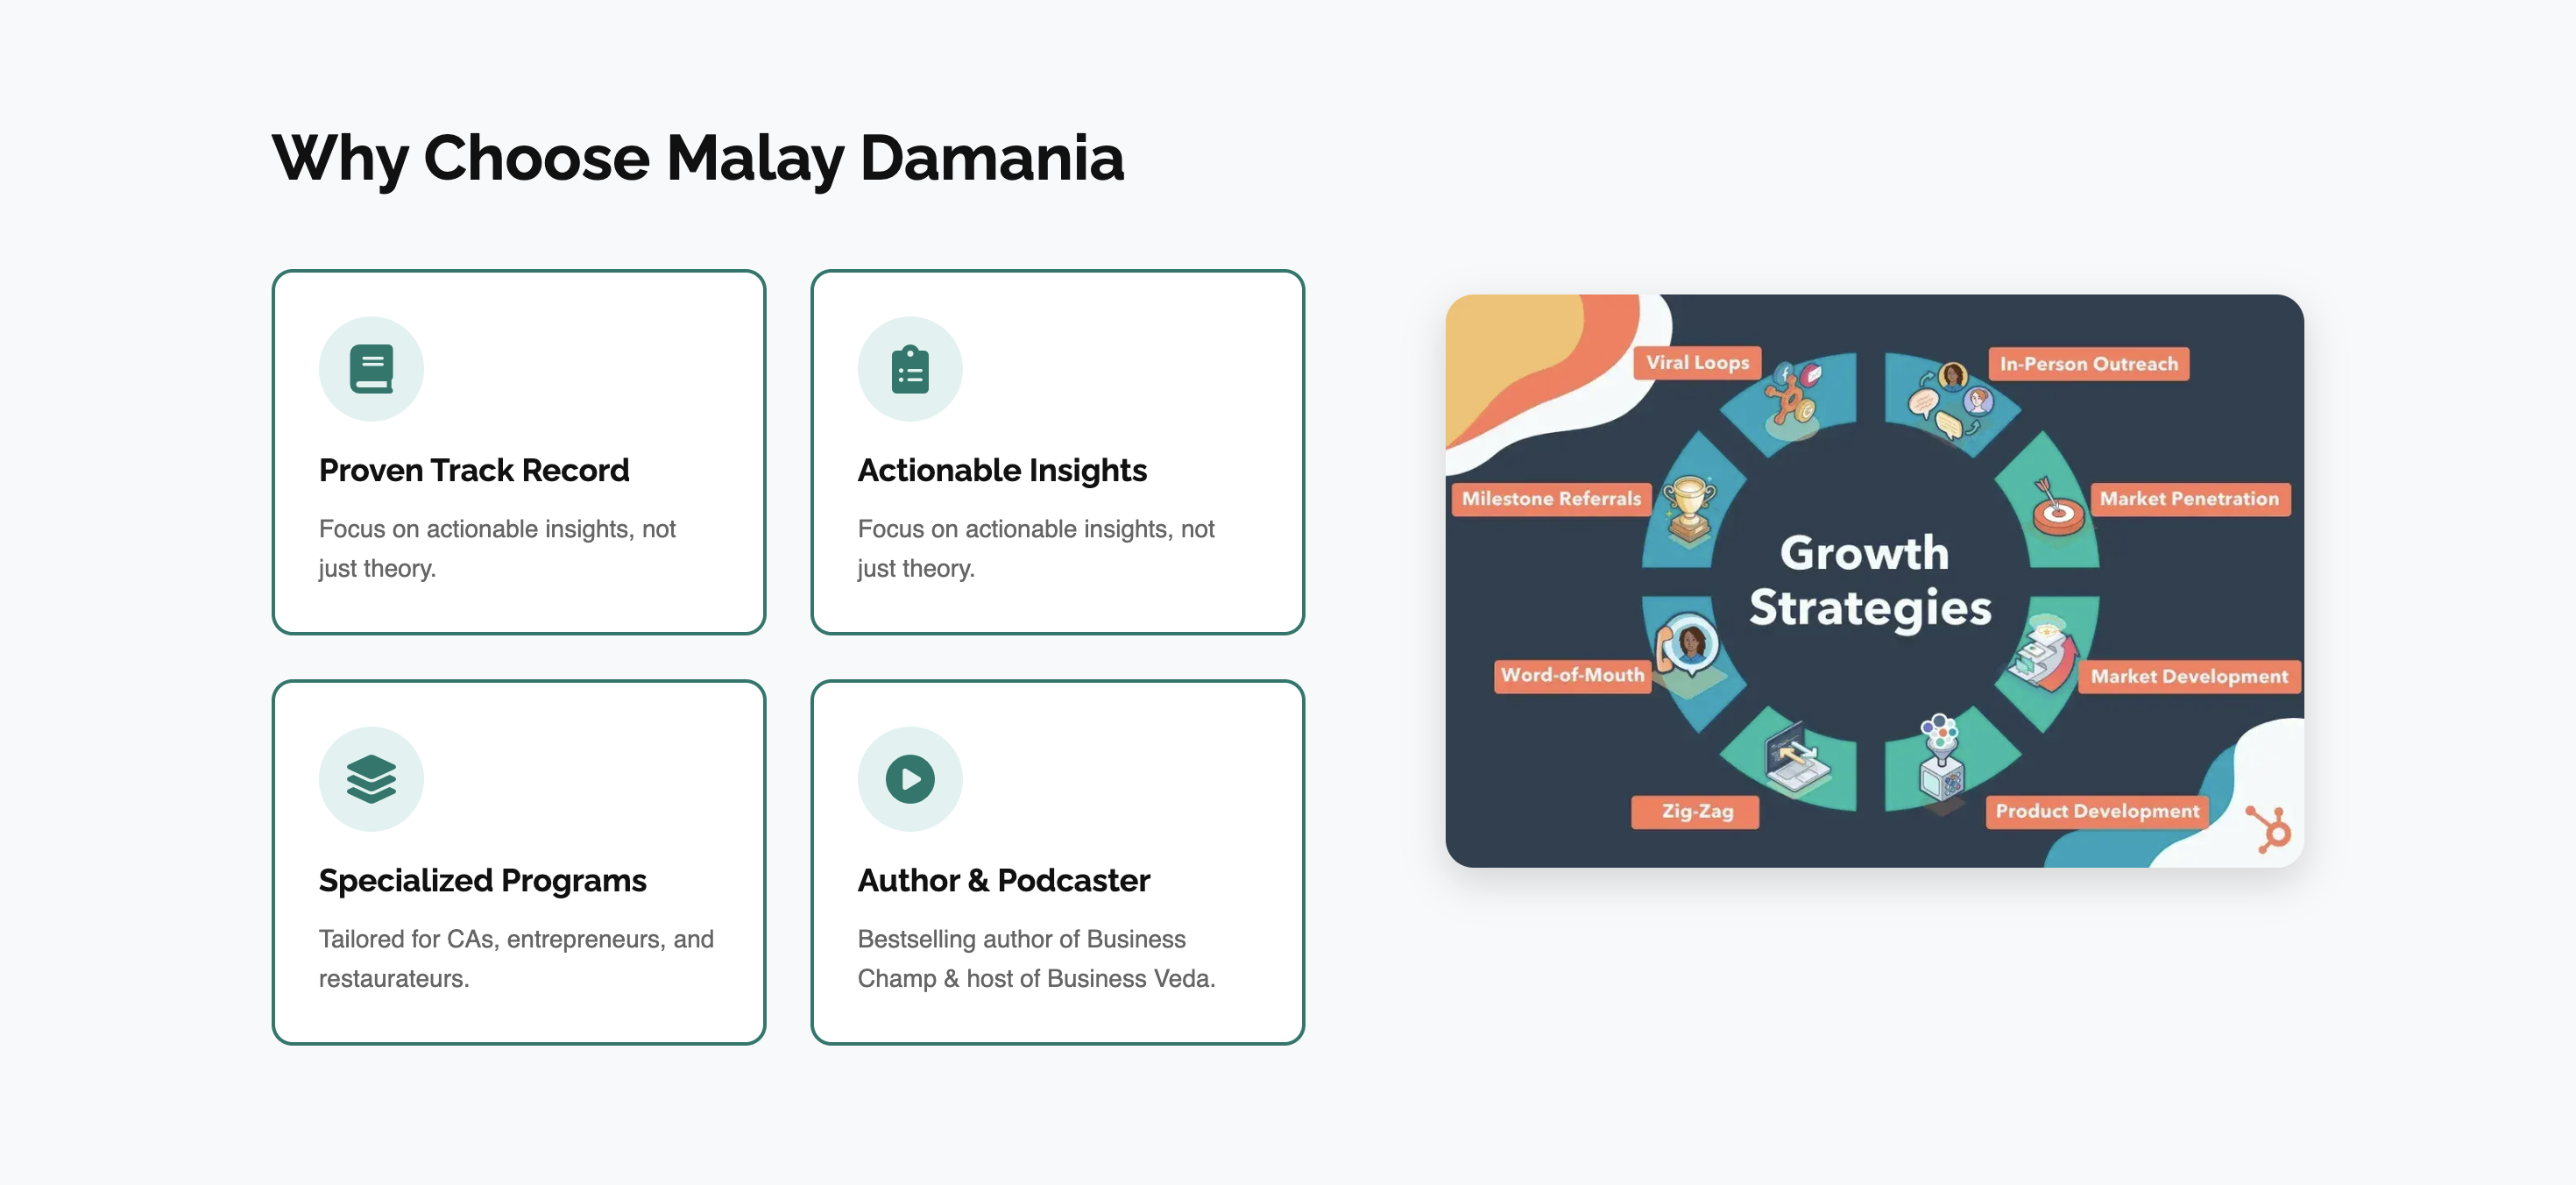 Why Choose Malay Damania
Proven Track Record
Focus on actionable insights, not
just theory.
Actionable Insights
Focus on actionable insights, not
just theory.
Specialized Programs
Tailored for CAs, entrepreneurs, and
restaurateurs.
Author & Podcaster
Bestselling author of Business
Champ & host of Business Veda.
Growth
Strategies
Viral Loops
In-Person Outreach
Milestone Referrals
Market Penetration
Word-of-Mouth
Market Development
Zig-Zag
Product Development